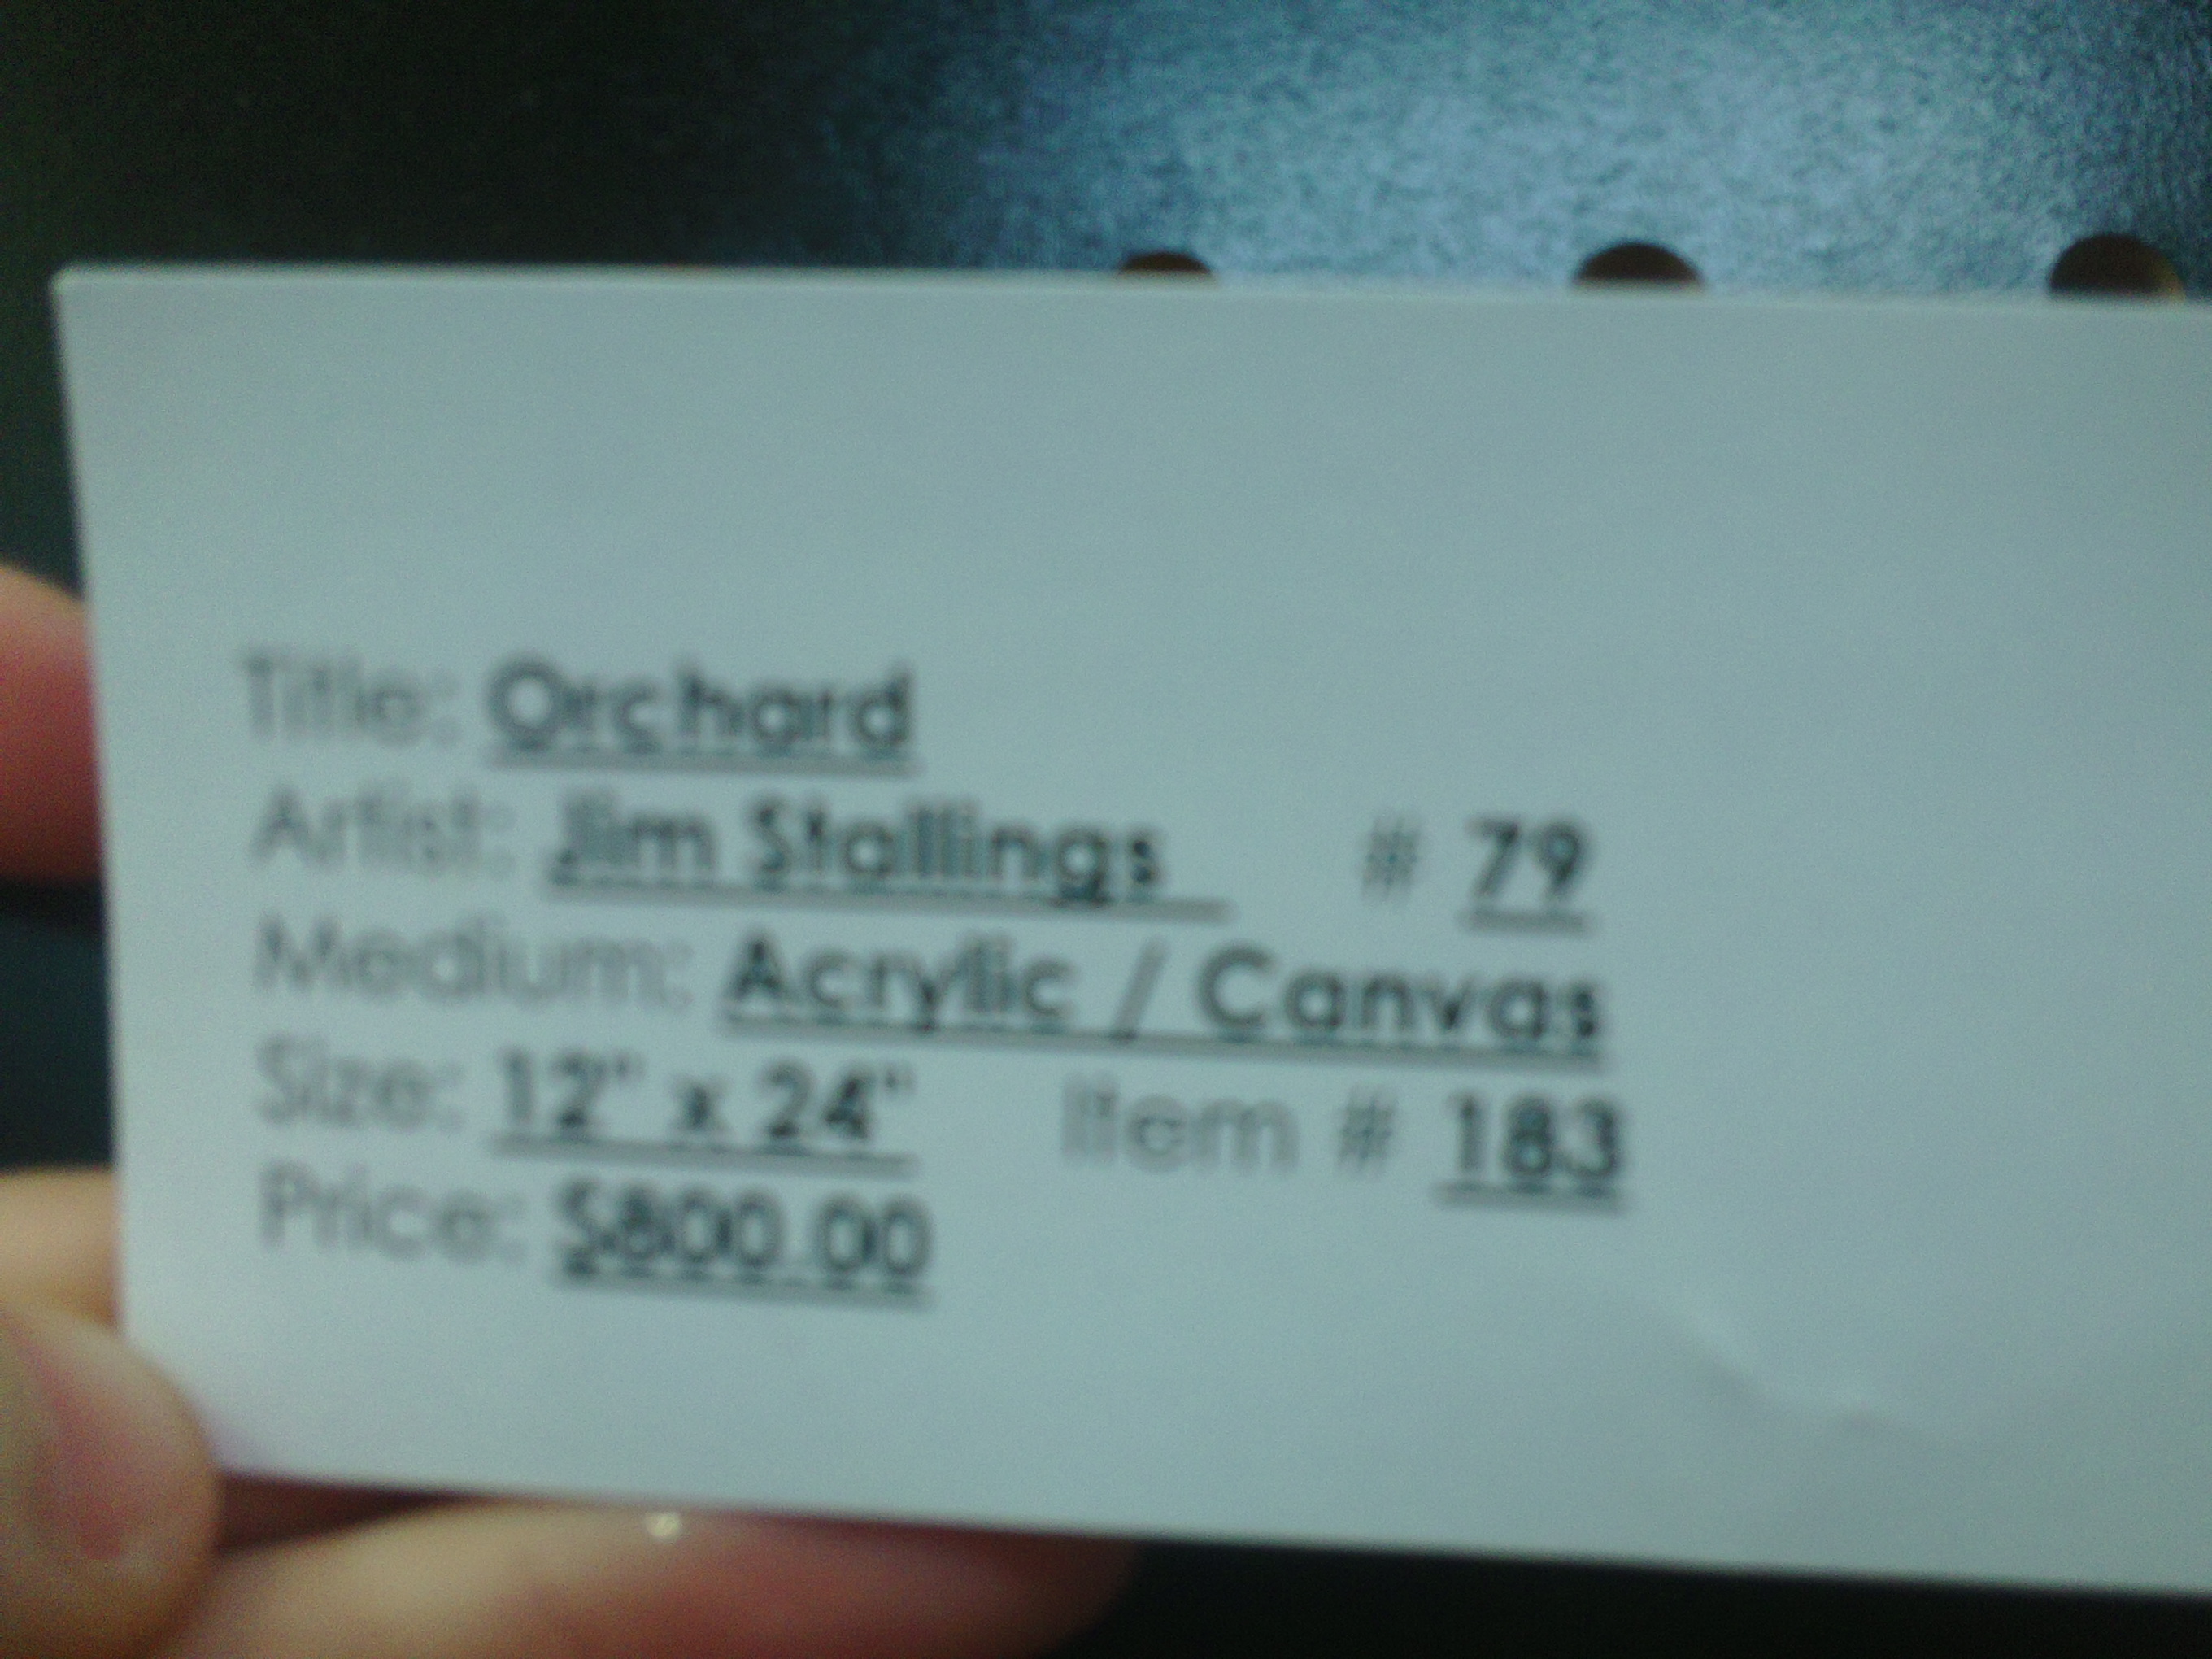 Title: Orchard
Artist: Jim Stallings # 79
Medium: Acrylic / Canvas
Size: 12" x 24" Item # 183
Price: $800.00